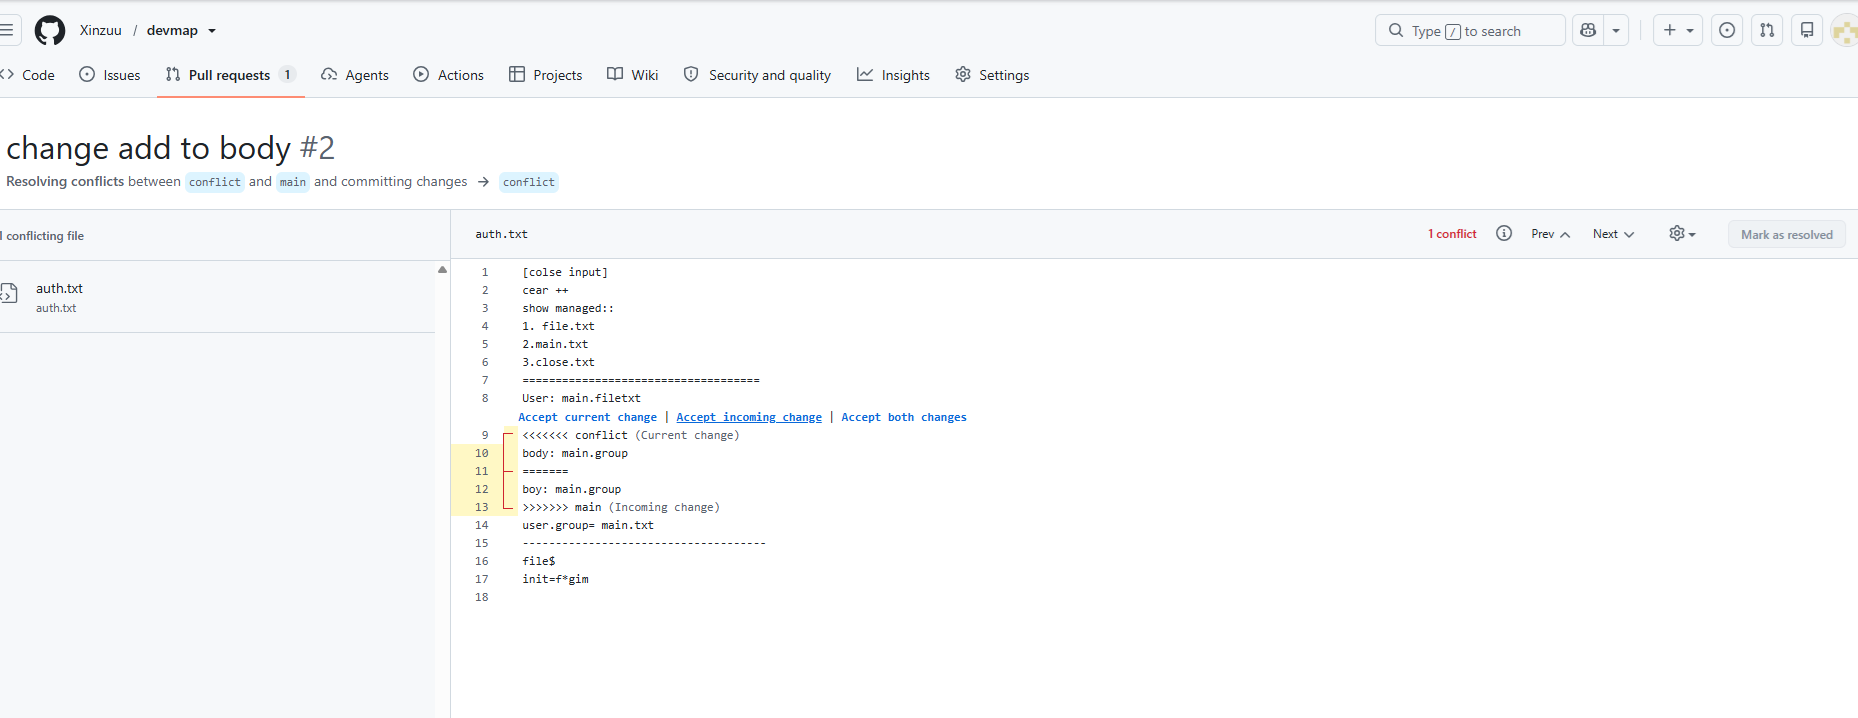 Xinzuu / devmap
Type / to search
Code
Issues
Pull requests 1
Agents
Actions
Projects
Wiki
Security and quality
Insights
Settings
change add to body #2
Resolving conflicts between conflict and main and committing changes → conflict
1 conflicting file
auth.txt
auth.txt
auth.txt
1 conflict
Prev
Next
Mark as resolved
1 [colse input]
2 cear ++
3 show managed::
4 1. file.txt
5 2.main.txt
6 3.close.txt
7 ====================================
8 User: main.filetxt
Accept current change | Accept incoming change | Accept both changes
9 <<<<<<< conflict (Current change)
10 body: main.group
11 =======
12 boy: main.group
13 >>>>>>> main (Incoming change)
14 user.group= main.txt
15 -------------------------------------
16 file$
17 init=f*gim
18